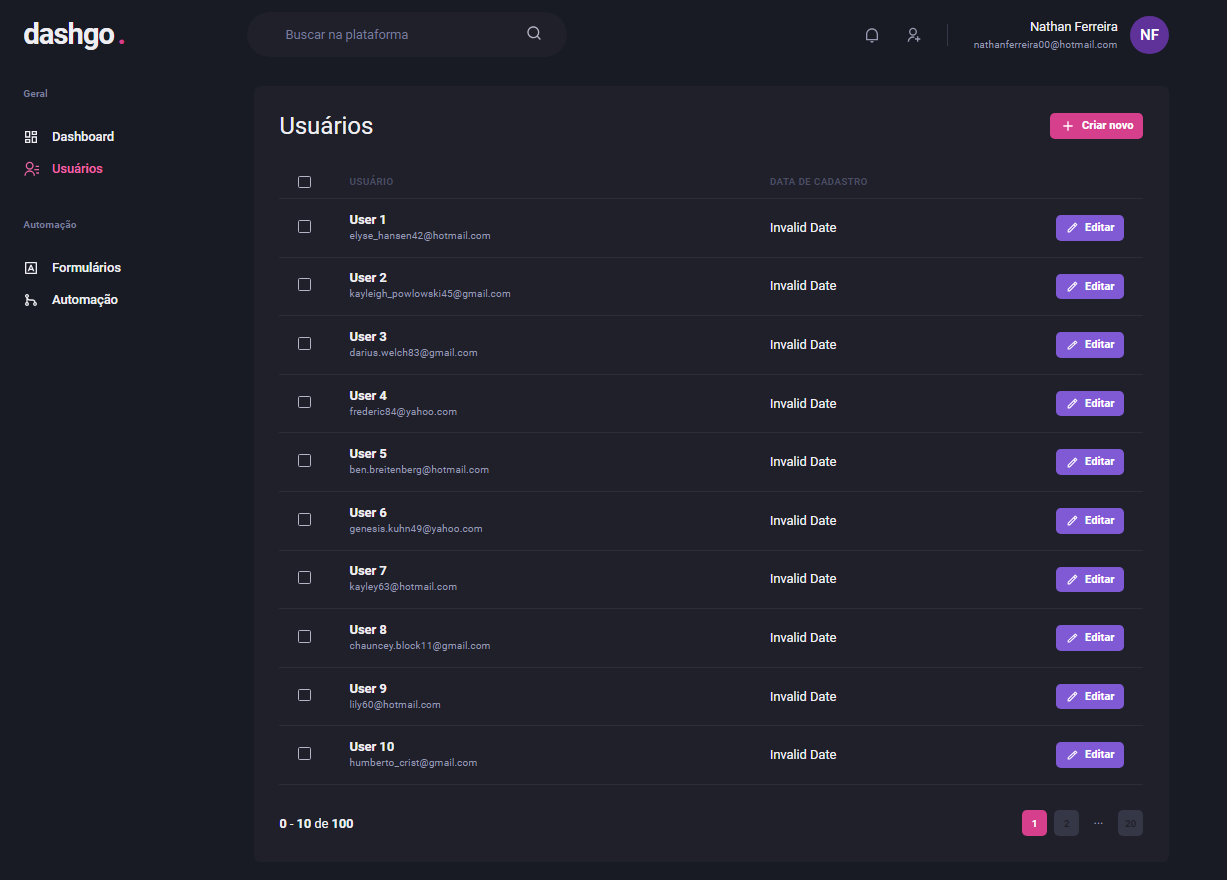 dashgo.
Buscar na plataforma
Nathan Ferreira
nathanferreira00@hotmail.com
NF
Geral
Dashboard
Usuários
Automação
Formulários
Automação
Usuários
+ Criar novo
USUÁRIO DATA DE CADASTRO
User 1
elyse_hansen42@hotmail.com
Invalid Date
Editar
User 2
kayleigh_powlowski45@gmail.com
Invalid Date
Editar
User 3
darius.welch83@gmail.com
Invalid Date
Editar
User 4
frederic84@yahoo.com
Invalid Date
Editar
User 5
ben.breitenberg@hotmail.com
Invalid Date
Editar
User 6
genesis.kuhn49@yahoo.com
Invalid Date
Editar
User 7
kayley63@hotmail.com
Invalid Date
Editar
User 8
chauncey.block11@gmail.com
Invalid Date
Editar
User 9
lily60@hotmail.com
Invalid Date
Editar
User 10
humberto_crist@gmail.com
Invalid Date
Editar
0 - 10 de 100
1 2 ... 20